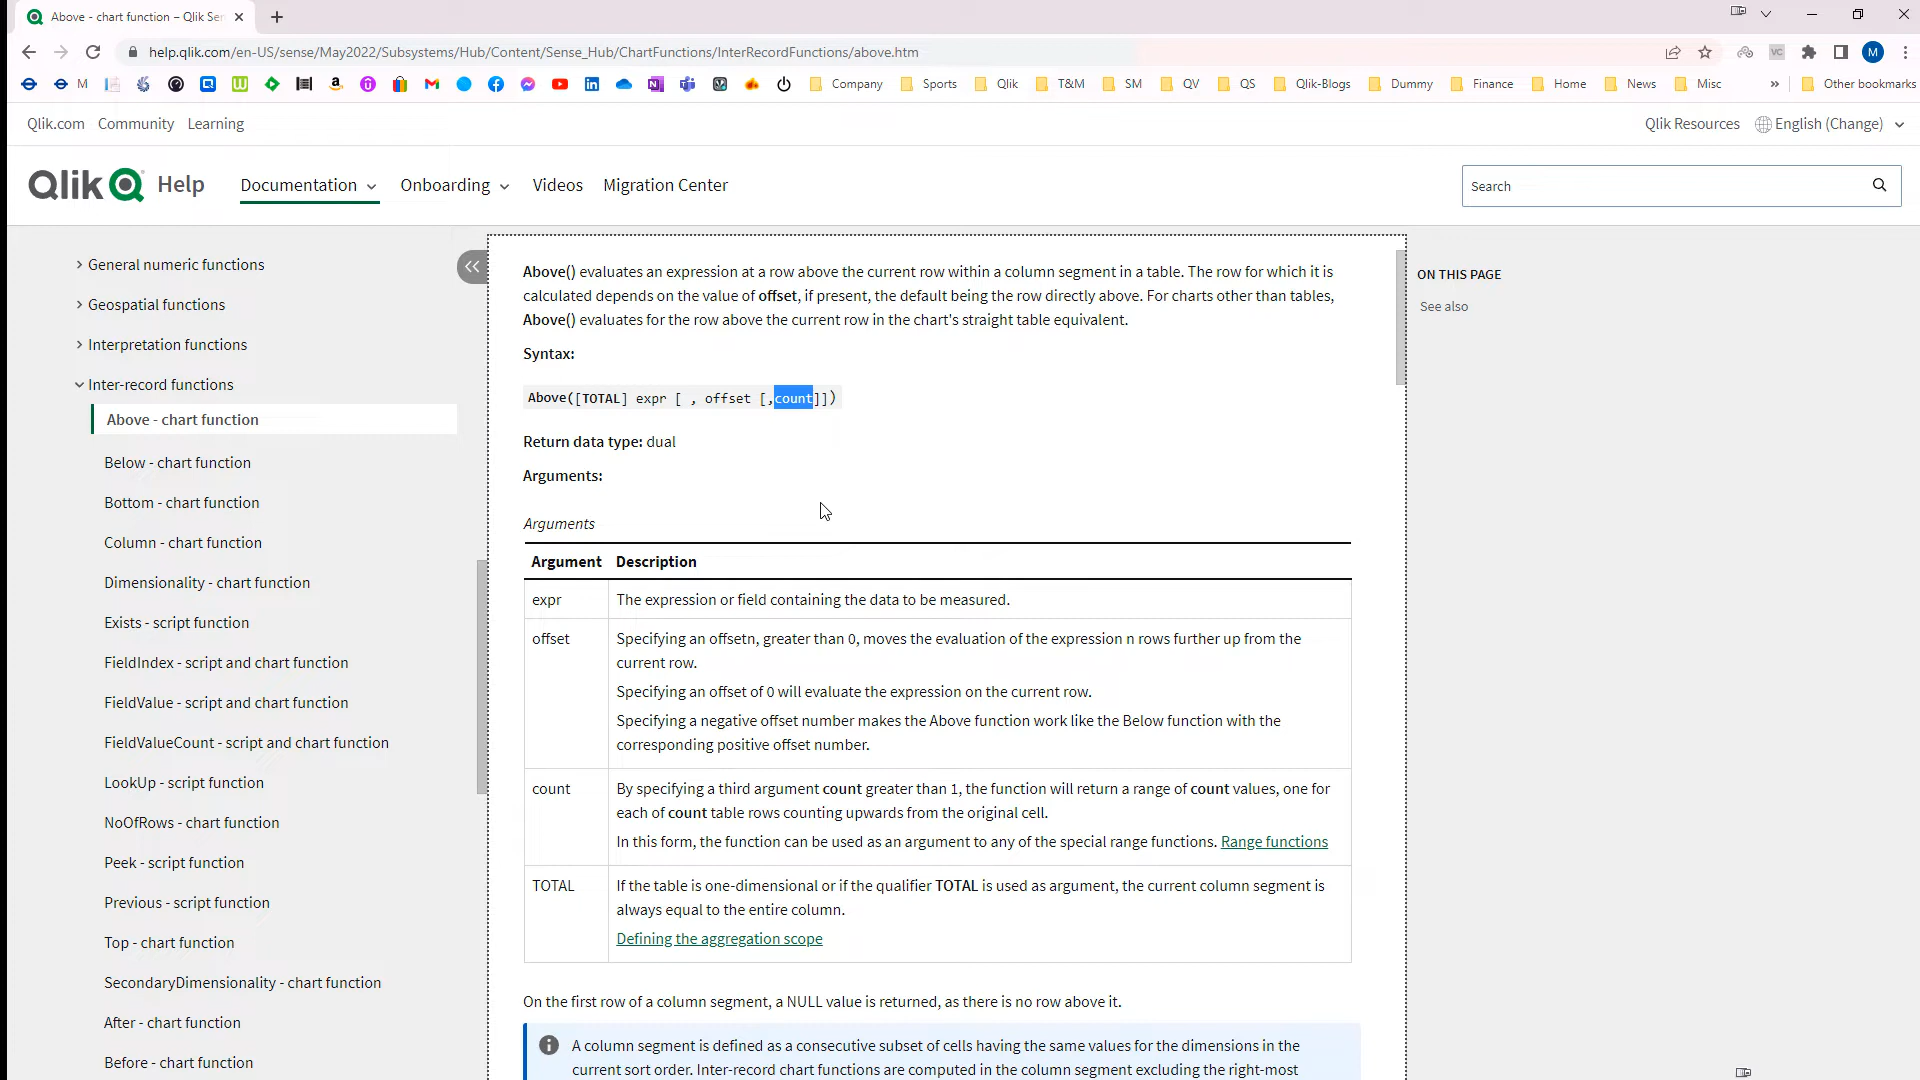 Above - chart function – Qlik Sen
help.qlik.com/en-US/sense/May2022/Subsystems/Hub/Content/Sense_Hub/ChartFunctions/InterRecordFunctions/above.htm
M
M
Company
Sports
Qlik
T&M
SM
QV
QS
Qlik-Blogs
Dummy
Finance
Home
News
Misc
Other bookmarks
Qlik.com Community Learning
Qlik Resources English (Change)
Qlik Help Documentation Onboarding Videos Migration Center
Search
General numeric functions
Geospatial functions
Interpretation functions
Inter-record functions
Above - chart function
Below - chart function
Bottom - chart function
Column - chart function
Dimensionality - chart function
Exists - script function
FieldIndex - script and chart function
FieldValue - script and chart function
FieldValueCount - script and chart function
LookUp - script function
NoOfRows - chart function
Peek - script function
Previous - script function
Top - chart function
SecondaryDimensionality - chart function
After - chart function
Before - chart function
Above() evaluates an expression at a row above the current row within a column segment in a table. The row for which it is
calculated depends on the value of offset, if present, the default being the row directly above. For charts other than tables,
Above() evaluates for the row above the current row in the chart's straight table equivalent.
Syntax:
Above([TOTAL] expr [ , offset [,count]])
Return data type: dual
Arguments:
Arguments
Argument Description
expr The expression or field containing the data to be measured.
offset Specifying an offsetn, greater than 0, moves the evaluation of the expression n rows further up from the
current row.
Specifying an offset of 0 will evaluate the expression on the current row.
Specifying a negative offset number makes the Above function work like the Below function with the
corresponding positive offset number.
count By specifying a third argument count greater than 1, the function will return a range of count values, one for
each of count table rows counting upwards from the original cell.
In this form, the function can be used as an argument to any of the special range functions. Range functions
TOTAL If the table is one-dimensional or if the qualifier TOTAL is used as argument, the current column segment is
always equal to the entire column.
Defining the aggregation scope
On the first row of a column segment, a NULL value is returned, as there is no row above it.
A column segment is defined as a consecutive subset of cells having the same values for the dimensions in the
current sort order. Inter-record chart functions are computed in the column segment excluding the right-most
ON THIS PAGE
See also